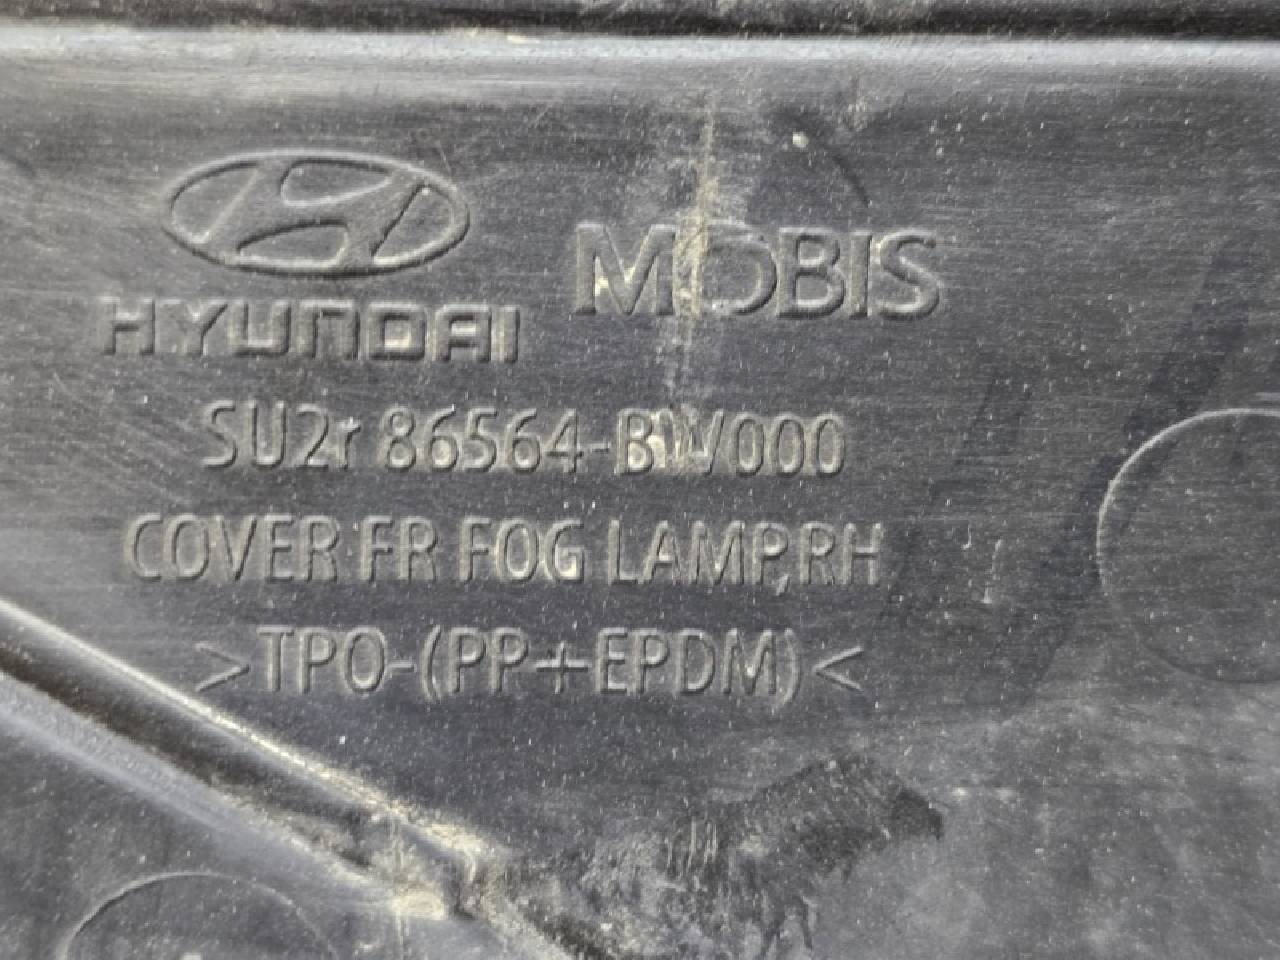 HYUNDAI MOBIS
SU2r 86564-BW000
COVER FR FOG LAMP,RH
>TPO-(PP+EPDM)<